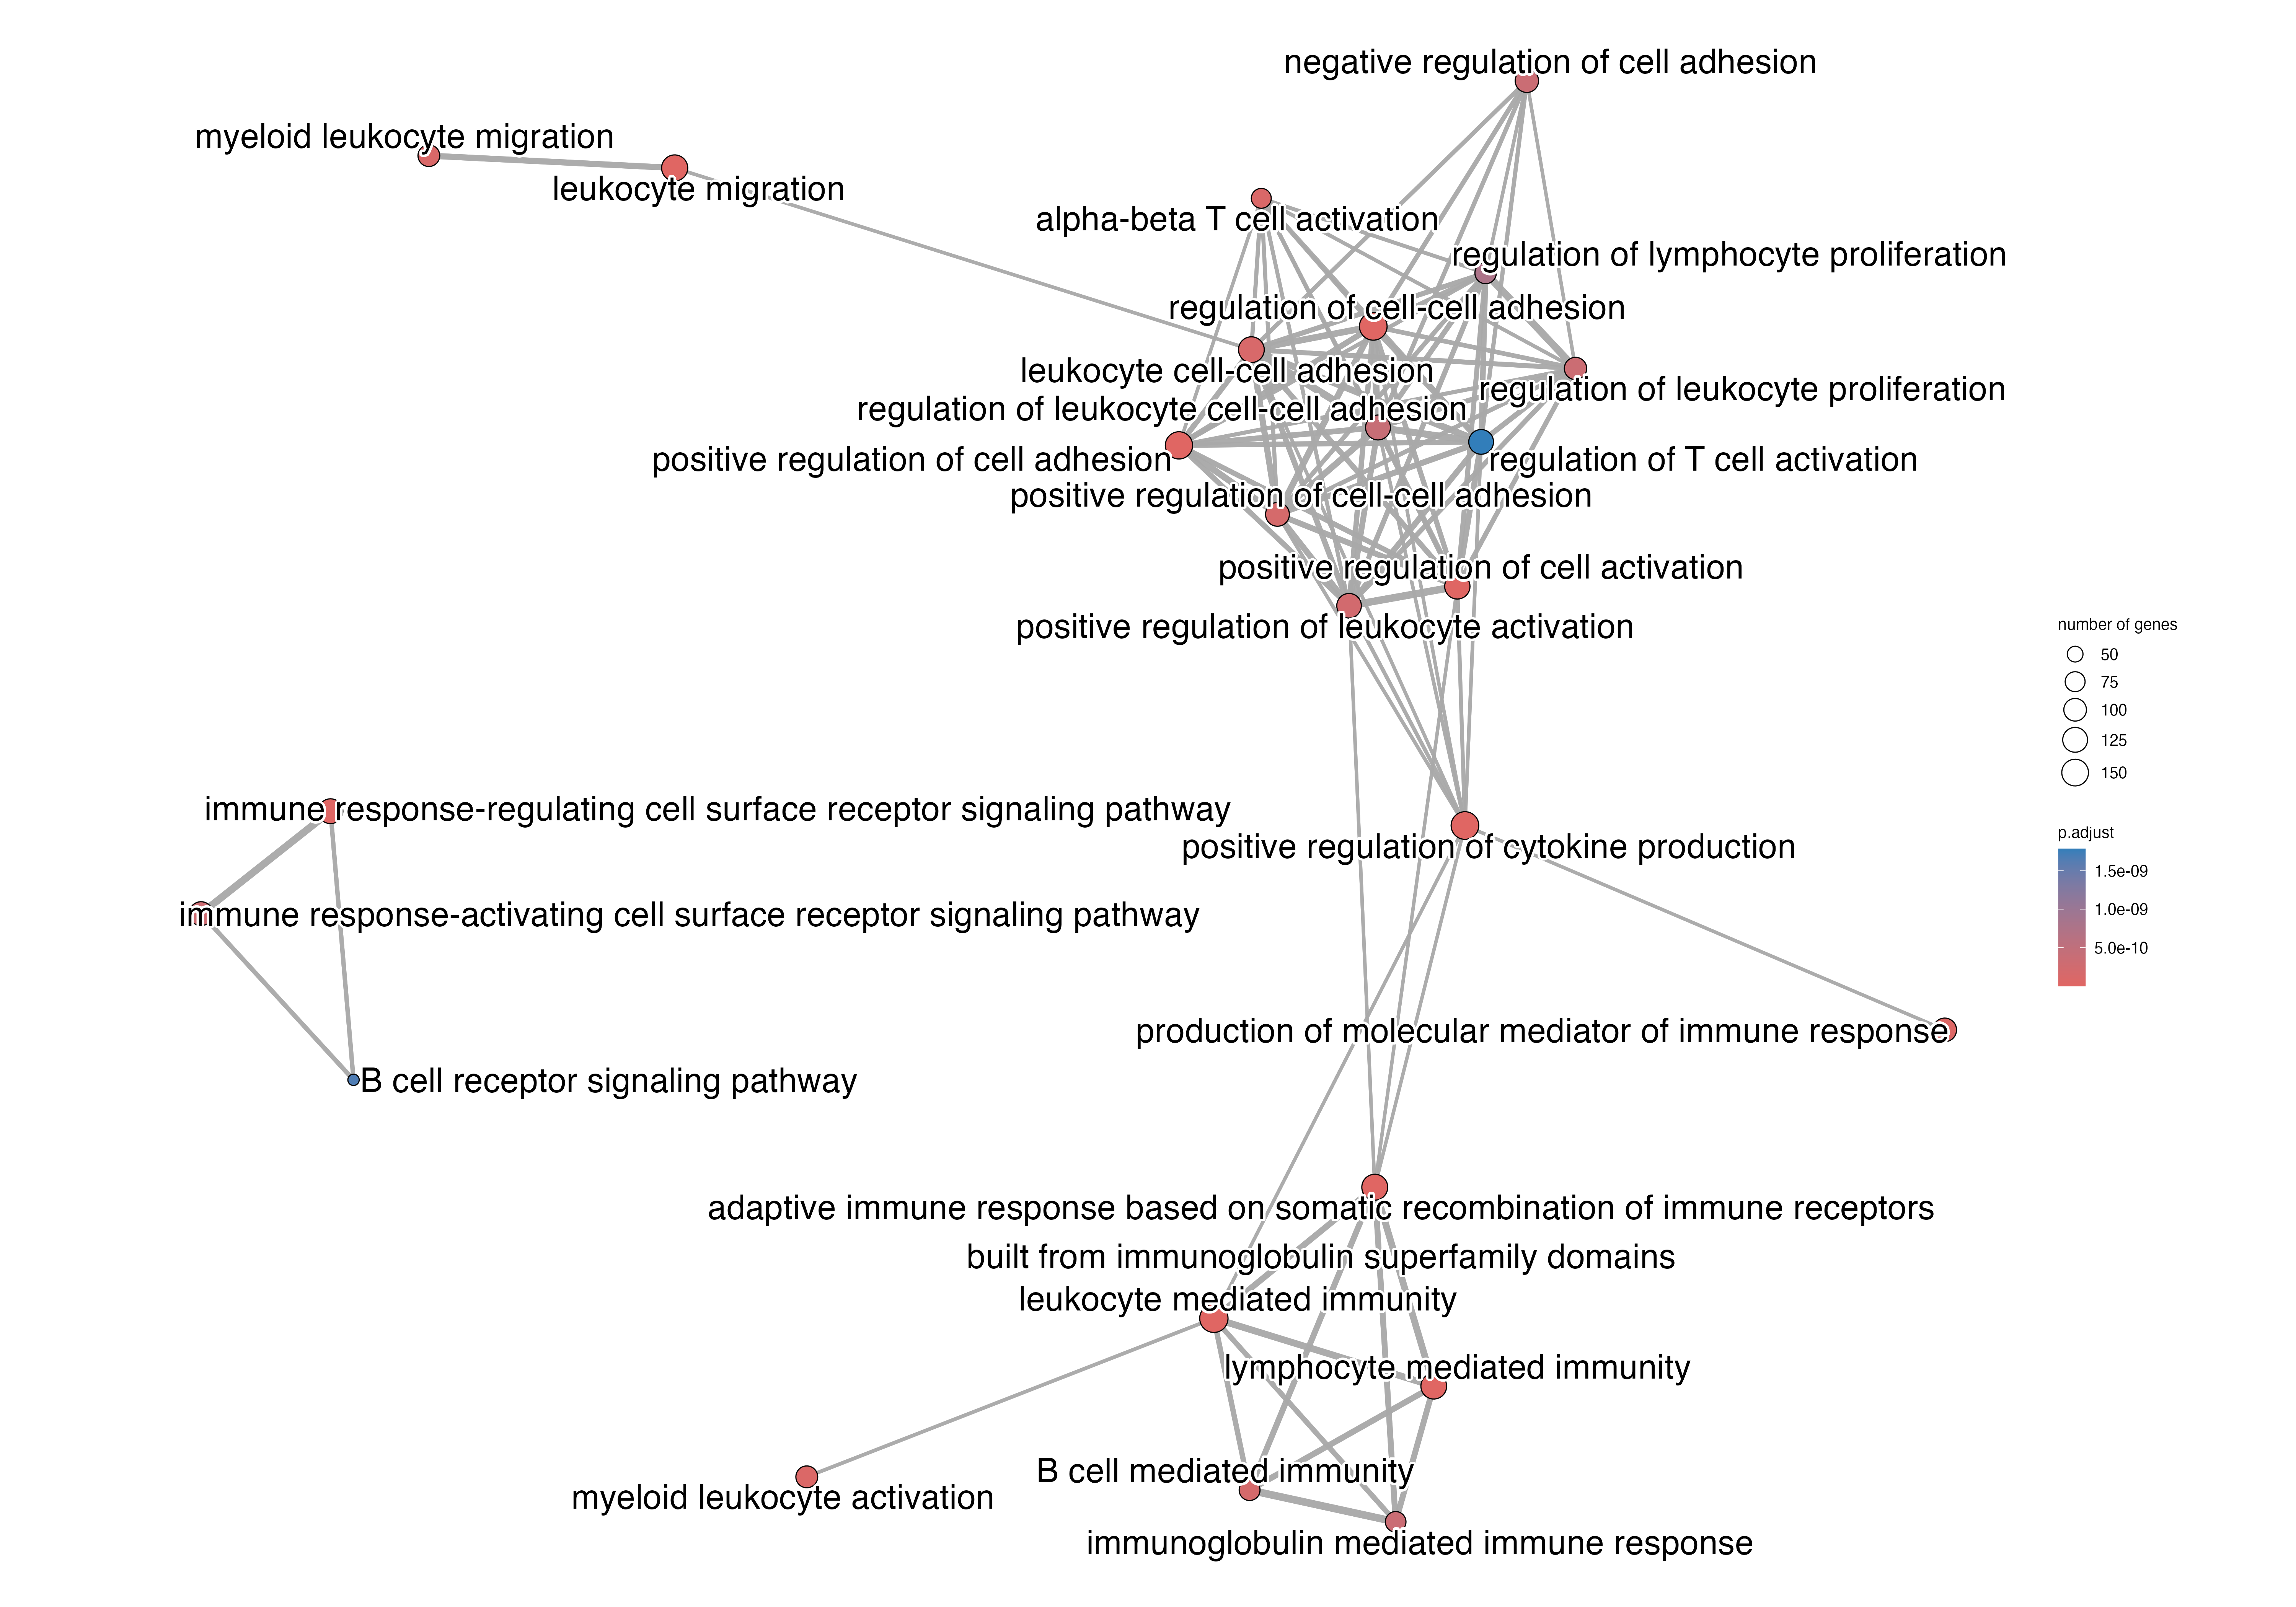 negative regulation of cell adhesion
myeloid leukocyte migration
leukocyte migration
alpha-beta T cell activation
regulation of lymphocyte proliferation
regulation of cell-cell adhesion
leukocyte cell-cell adhesion
regulation of leukocyte proliferation
regulation of leukocyte cell-cell adhesion
positive regulation of cell adhesion
regulation of T cell activation
positive regulation of cell-cell adhesion
positive regulation of cell activation
positive regulation of leukocyte activation
number of genes
50
75
100
125
150
immune response-regulating cell surface receptor signaling pathway
positive regulation of cytokine production
p.adjust
1.5e-09
1.0e-09
5.0e-10
immune response-activating cell surface receptor signaling pathway
production of molecular mediator of immune response
B cell receptor signaling pathway
adaptive immune response based on somatic recombination of immune receptors
built from immunoglobulin superfamily domains
leukocyte mediated immunity
lymphocyte mediated immunity
B cell mediated immunity
myeloid leukocyte activation
immunoglobulin mediated immune response